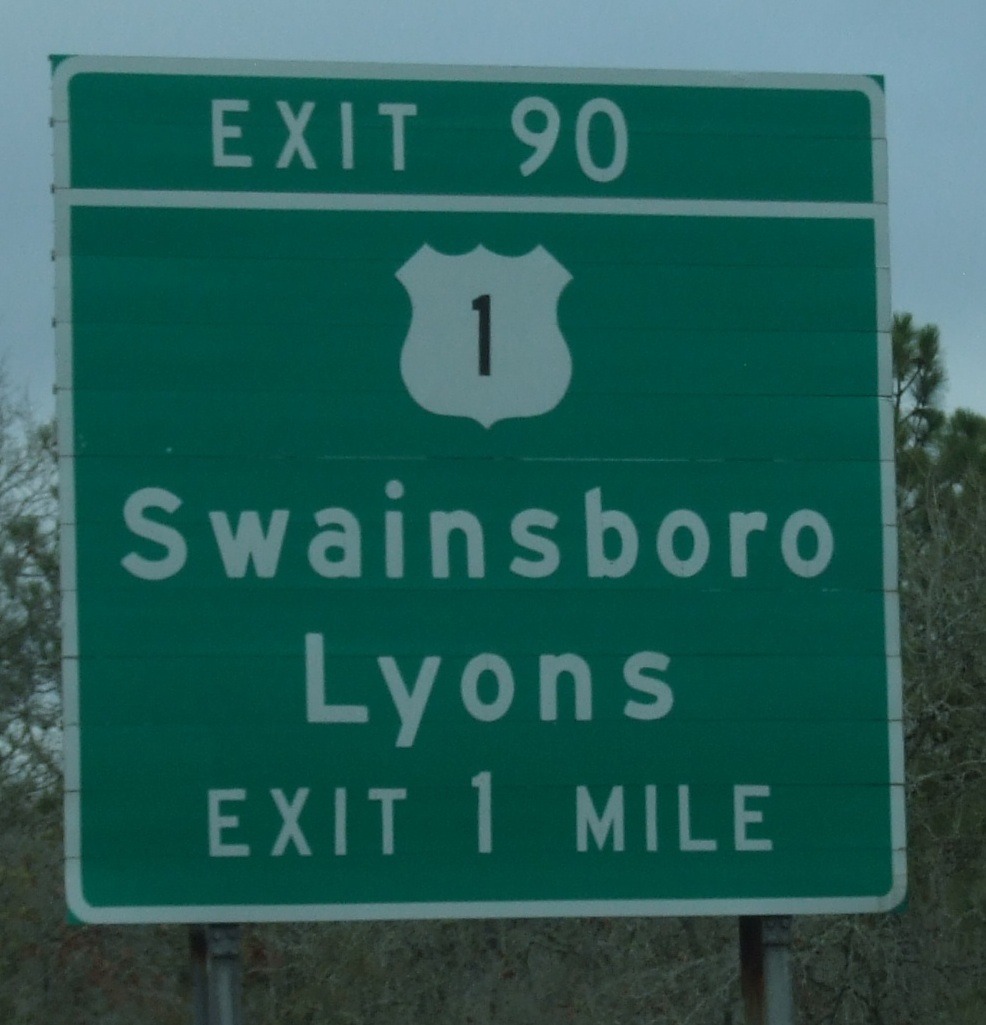 EXIT 90
1
Swainsboro
Lyons
EXIT 1 MILE